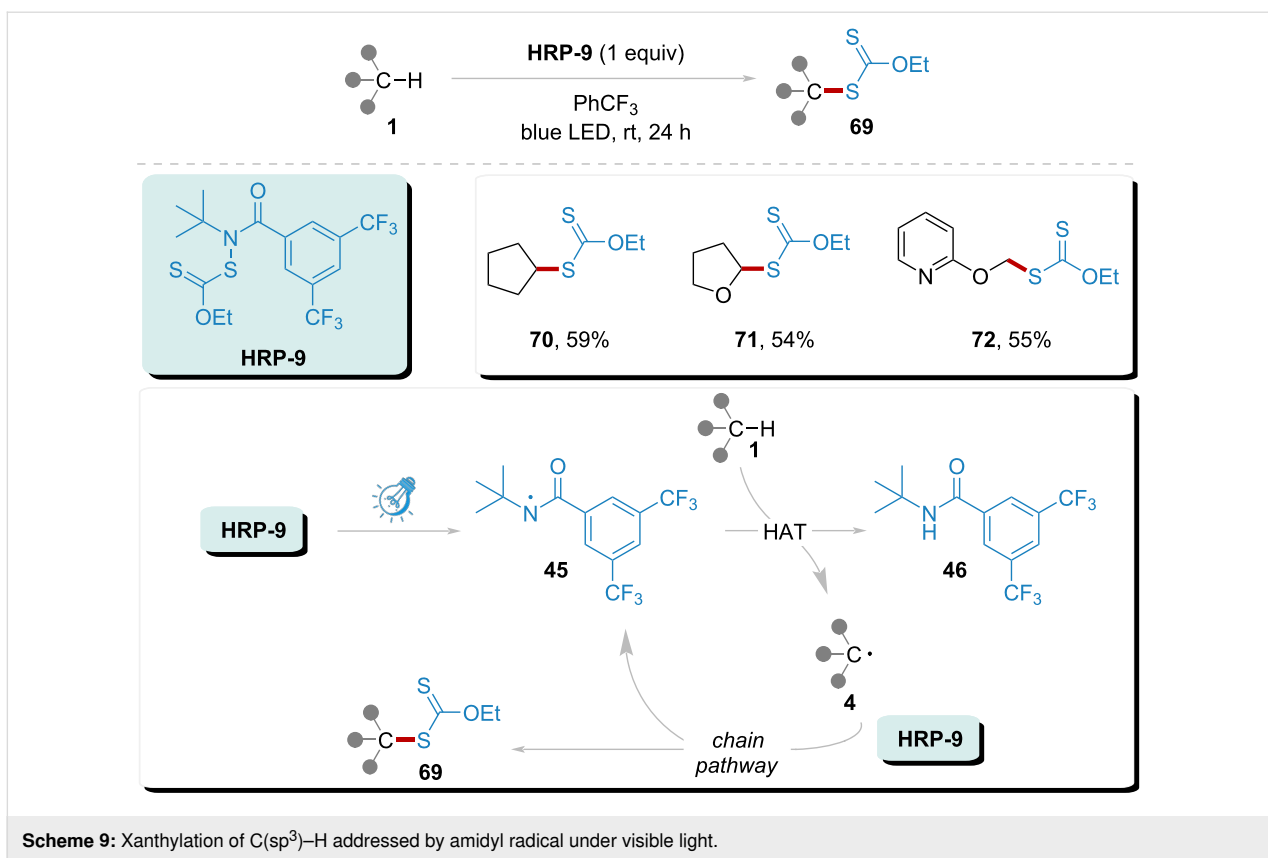 HRP-9 (1 equiv)
PhCF3
blue LED, rt, 24 h
C–H
1
S
OEt
C
S
69
O
N
S
S
OEt
CF3
CF3
HRP-9
S
OEt
S
70, 59%
S
OEt
S
O
71, 54%
N
O
S
S
OEt
72, 55%
C–H
1
HRP-9
O
N
CF3
CF3
45
HAT
O
N
H
CF3
CF3
46
C·
4
HRP-9
chain
pathway
S
OEt
C
S
69
Scheme 9: Xanthylation of C(sp3)–H addressed by amidyl radical under visible light.